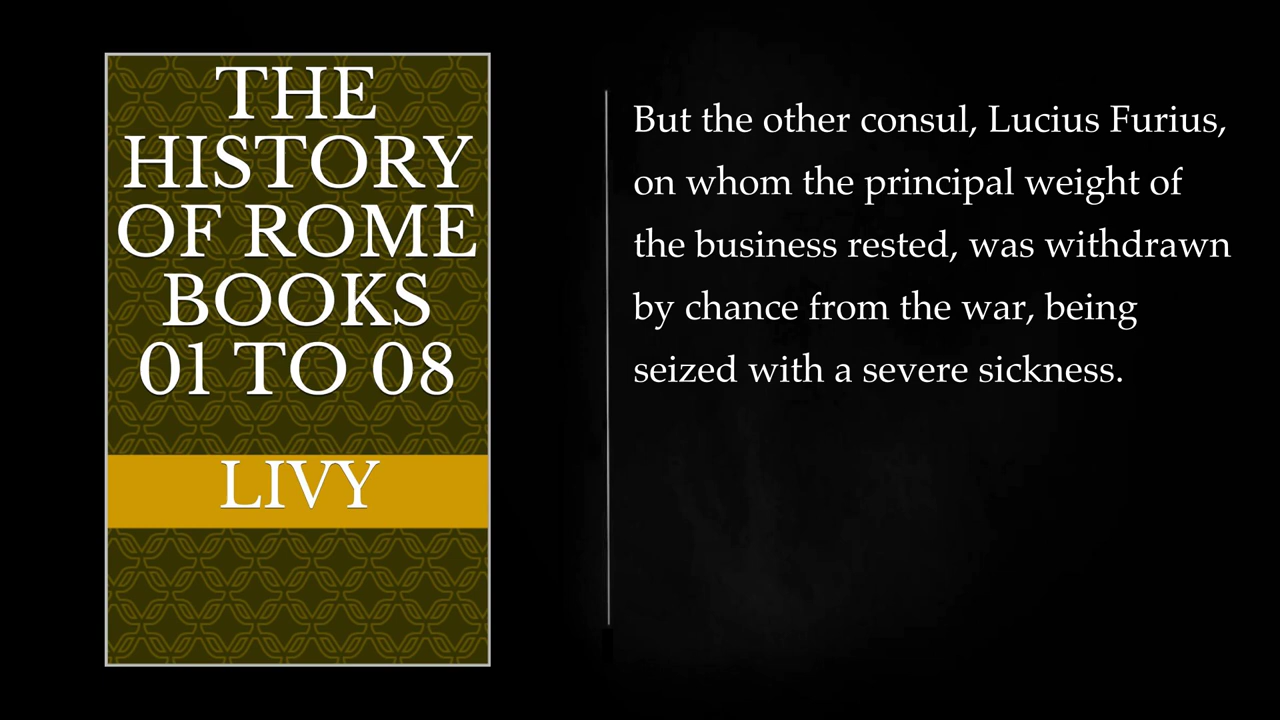 THE
HISTORY
OF ROME
BOOKS
01 TO 08
LIVY
But the other consul, Lucius Furius,
on whom the principal weight of
the business rested, was withdrawn
by chance from the war, being
seized with a severe sickness.